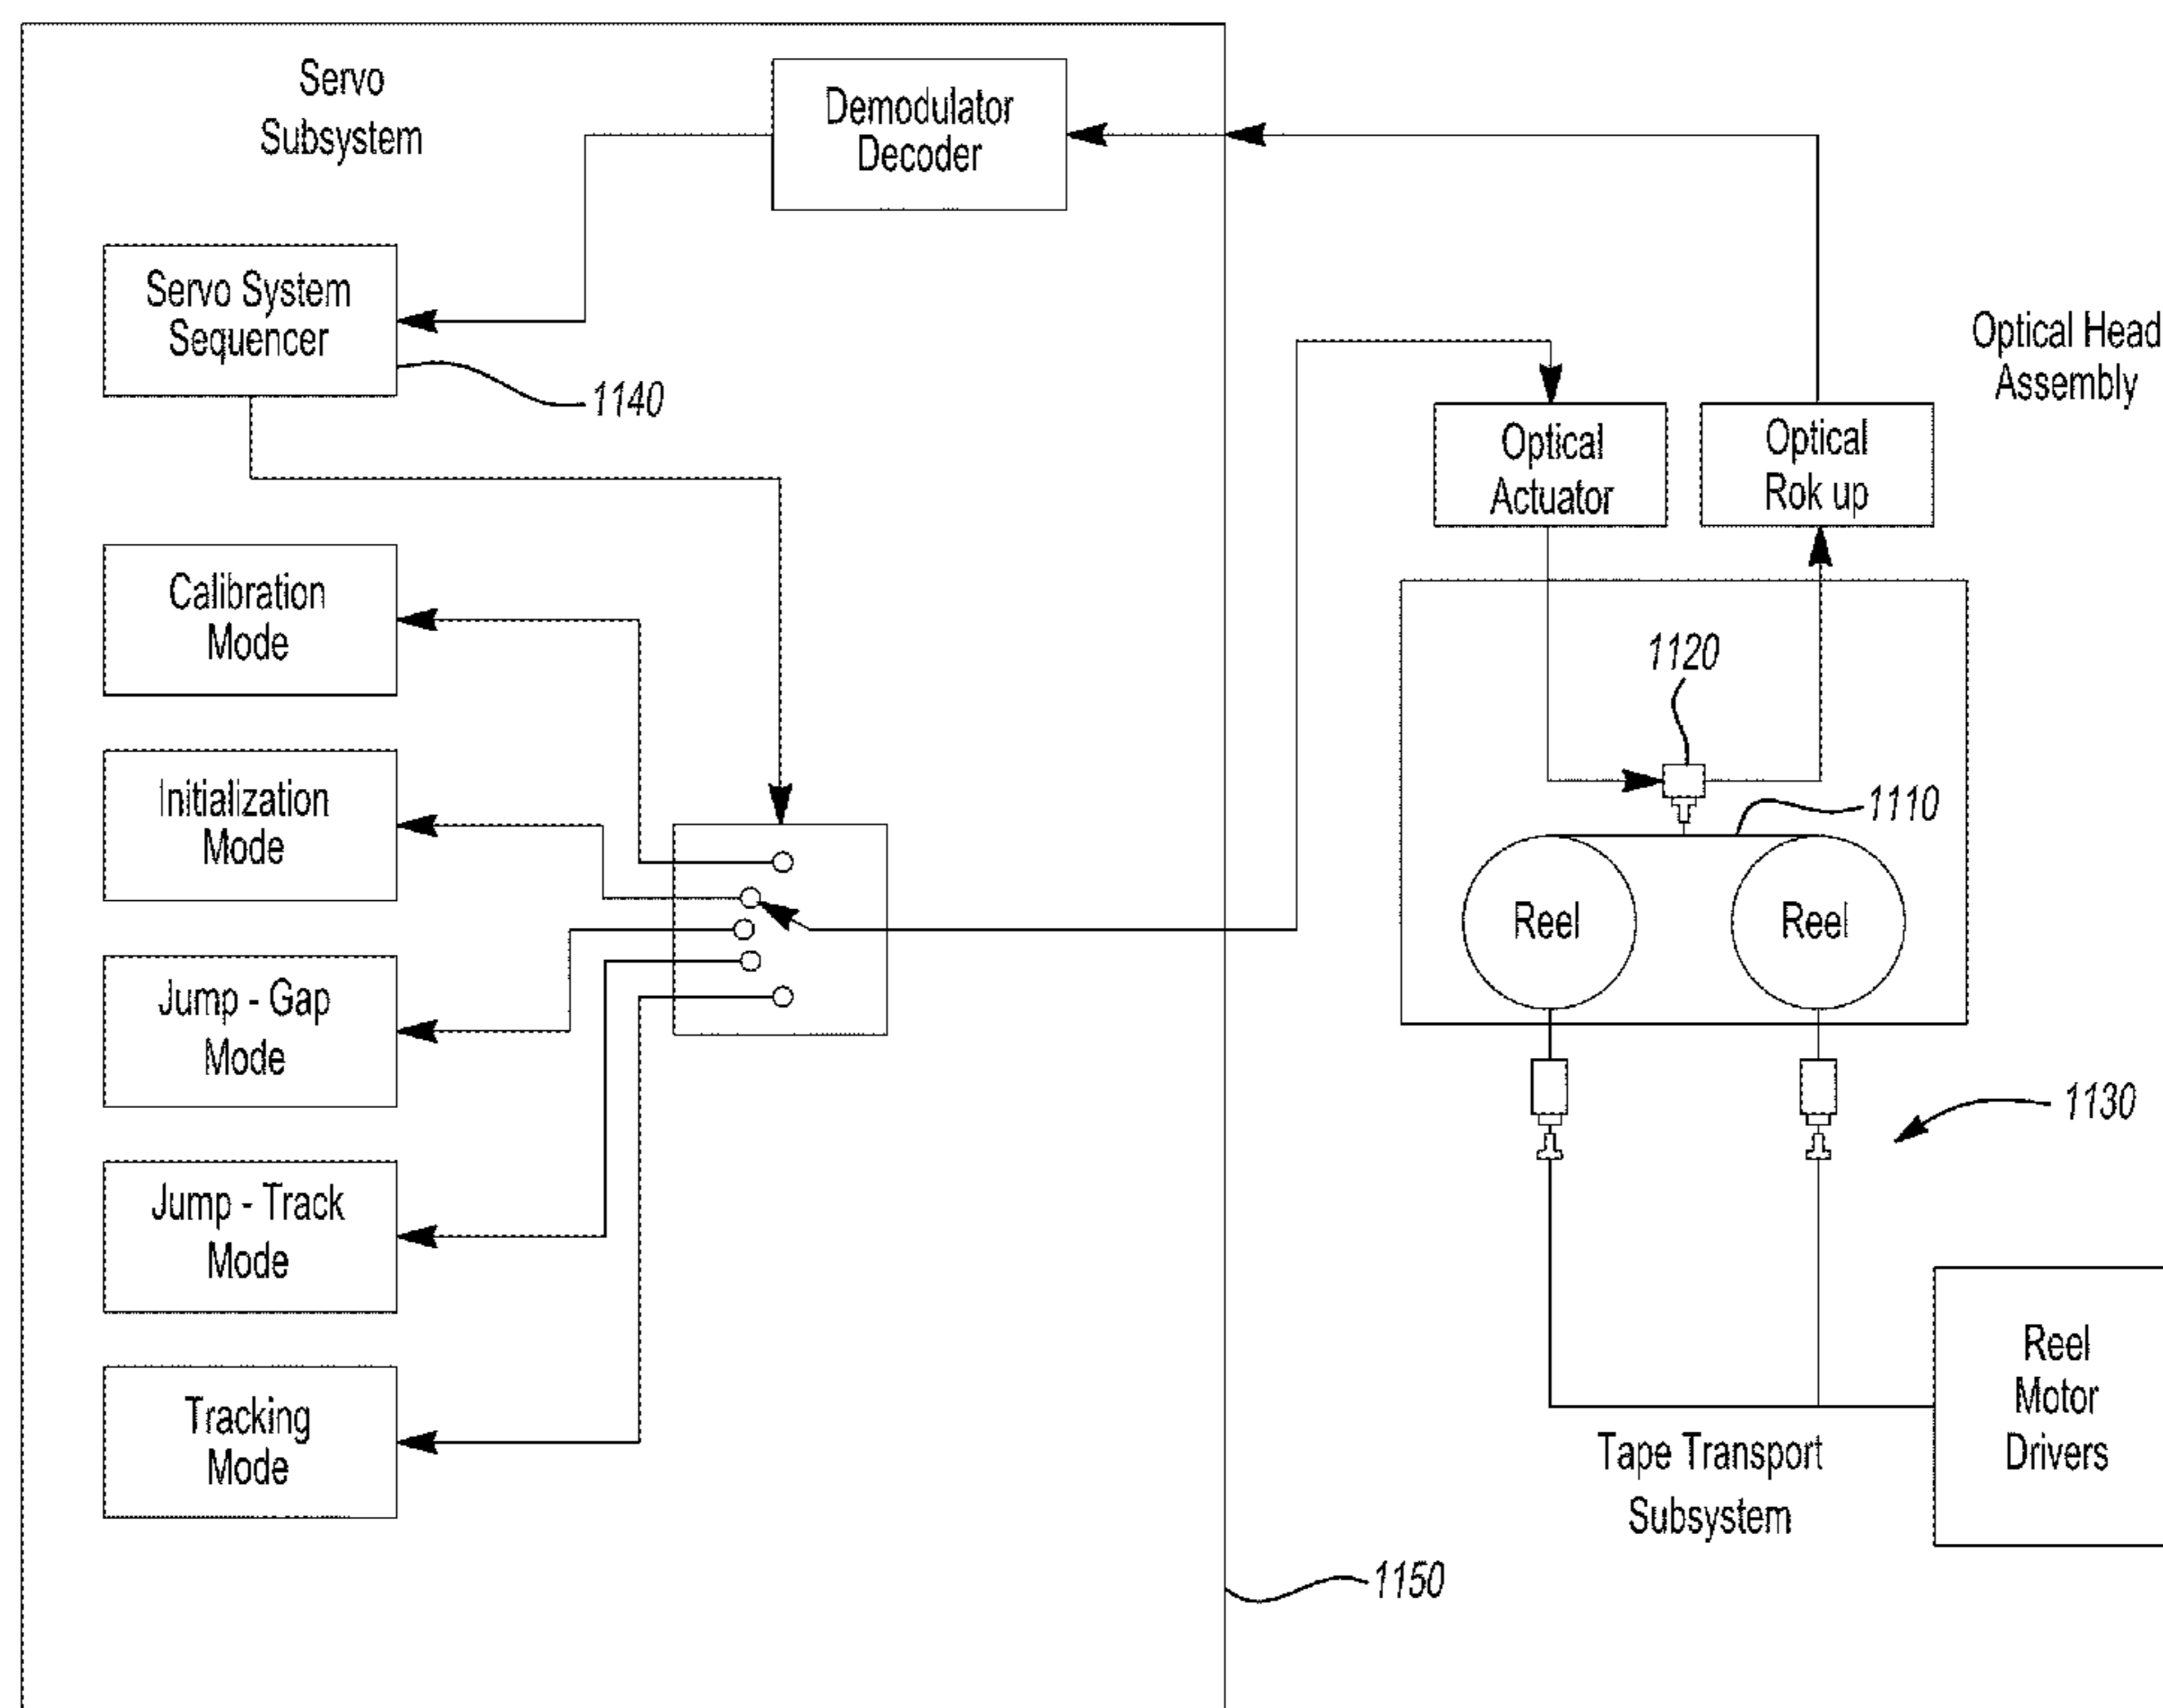 Servo
Subsystem
Demodulator
Decoder
Servo System
Sequencer
1140
Optical Head
Assembly
Optical
Actuator
Optical
Rok up
Calibration
Mode
1120
Initialization
Mode
1110
Reel
Reel
Jump - Gap
Mode
1130
Jump - Track
Mode
Reel
Motor
Drivers
Tracking
Mode
Tape Transport
Subsystem
1150